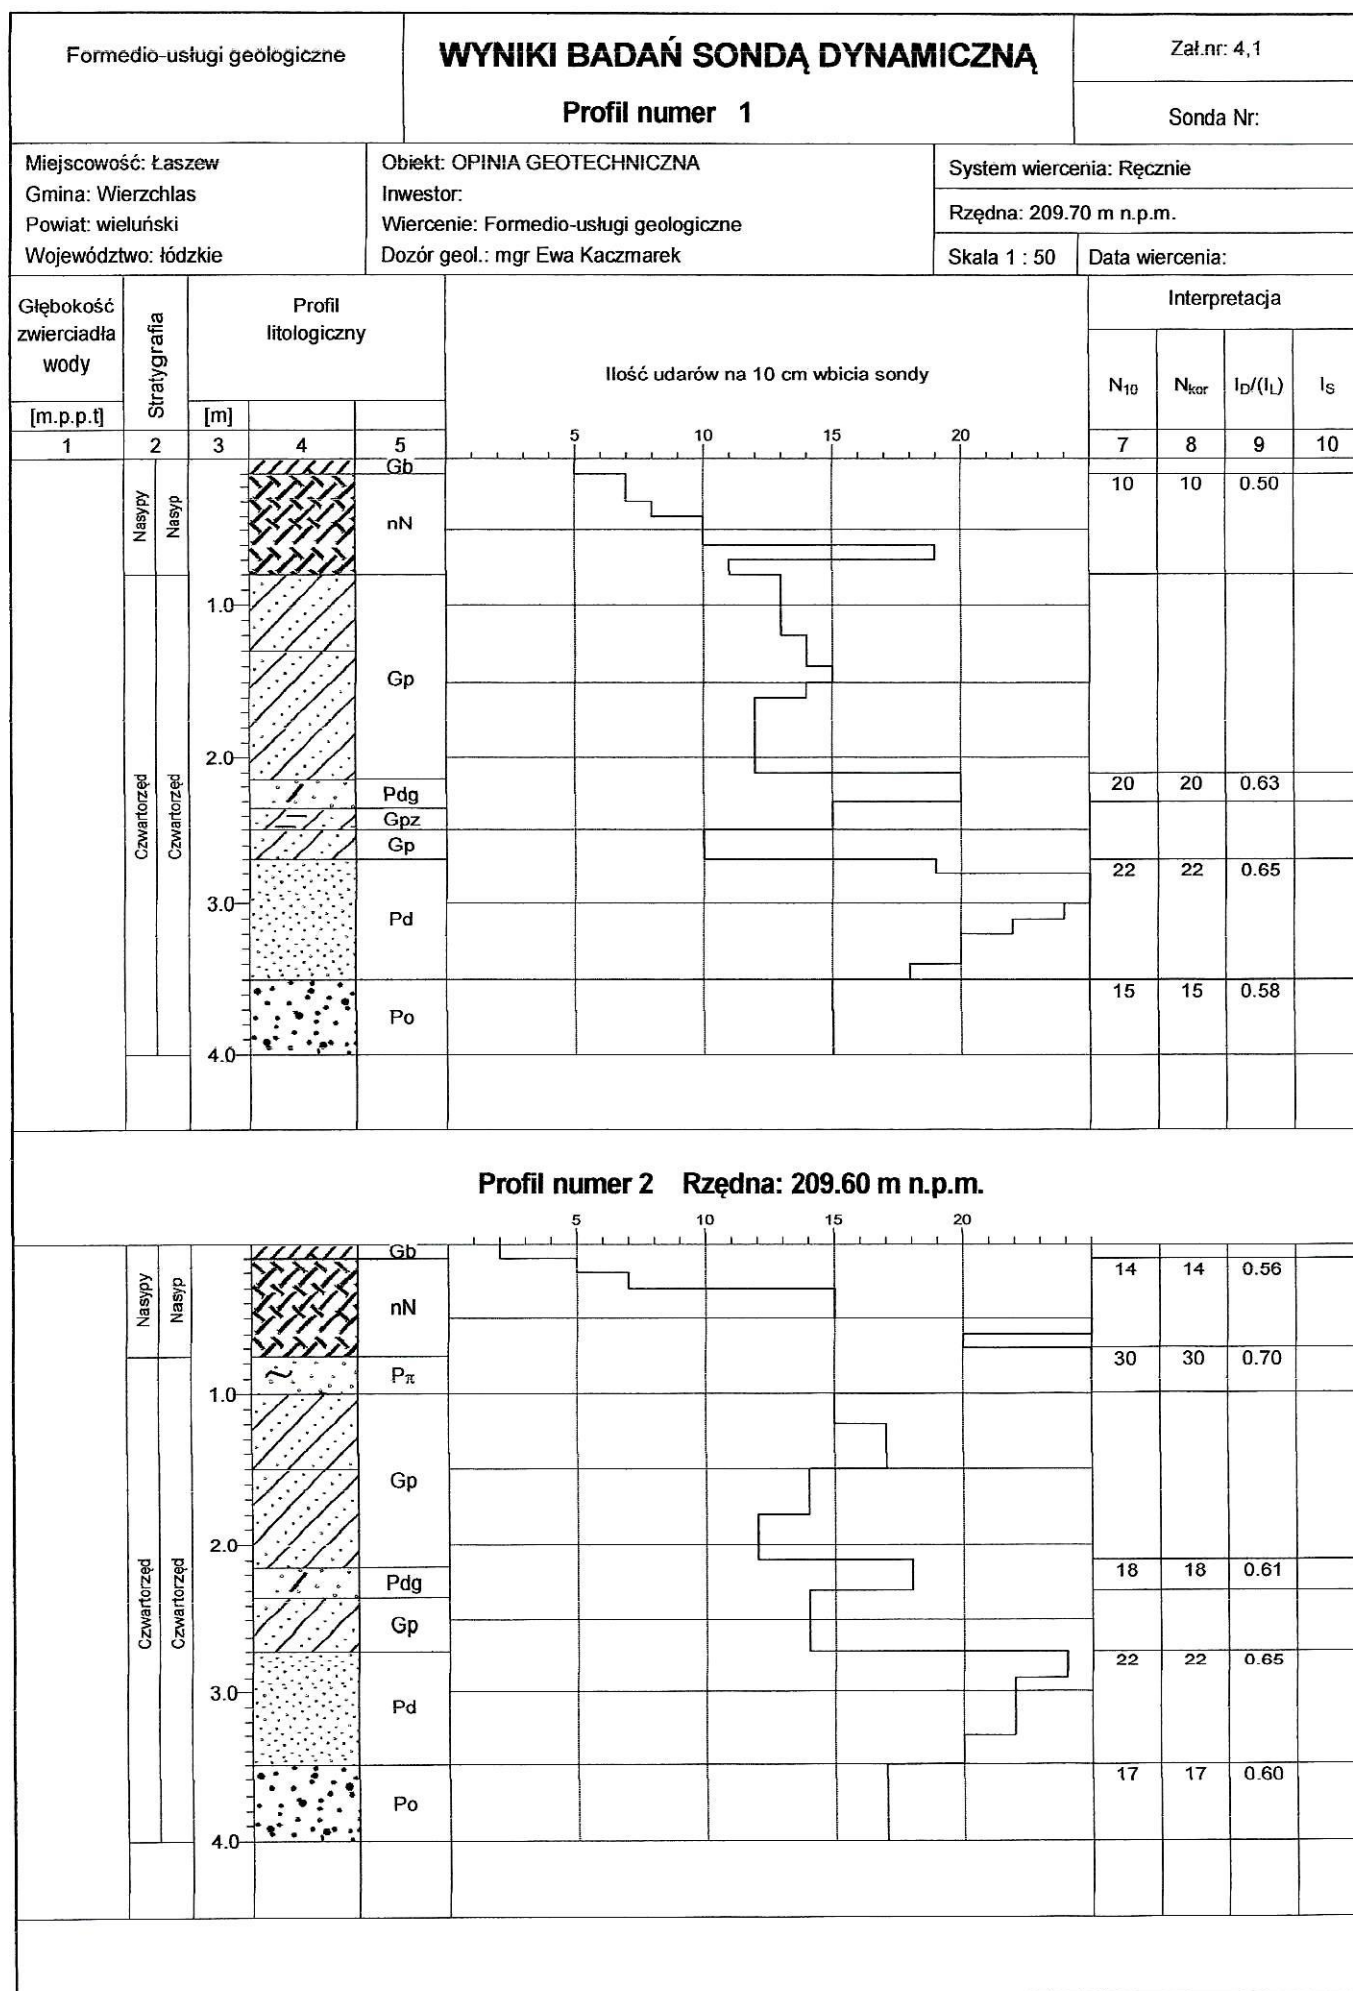 Formedio-usługi geologiczne
WYNIKI BADAŃ SONDĄ DYNAMICZNĄ
Profil numer 1
Zał.nr: 4,1
Sonda Nr:
Miejscowość: Łaszew
Gmina: Wierzchlas
Powiat: wieluński
Województwo: łódzkie
Obiekt: OPINIA GEOTECHNICZNA
Inwestor:
Wiercenie: Formedio-usługi geologiczne
Dozór geol.: mgr Ewa Kaczmarek
System wiercenia: Ręcznie
Rzędna: 209.70 m n.p.m.
Skala 1 : 50 Data wiercenia:
Głębokość
zwierciadła
wody
[m.p.p.t]
Stratygrafia
Profil
litologiczny
[m]
Ilość udarów na 10 cm wbicia sondy
Interpretacja
N10 Nkor ID/(IL) IS
1 2 3 4 5 5 10 15 20 7 8 9 10
Gb
Nasypy Nasyp nN 10 10 0.50
1.0
Gp
2.0
Czwartorzęd Czwartorzęd
Pdg 20 20 0.63
Gpz
Gp
22 22 0.65
3.0
Pd
15 15 0.58
Po
4.0
Profil numer 2 Rzędna: 209.60 m n.p.m.
5 10 15 20
Gb
14 14 0.56
Nasypy Nasyp nN
30 30 0.70
Pπ
1.0
Gp
2.0
Czwartorzęd Czwartorzęd
18 18 0.61
Pdg
Gp
22 22 0.65
3.0
Pd
17 17 0.60
Po
4.0